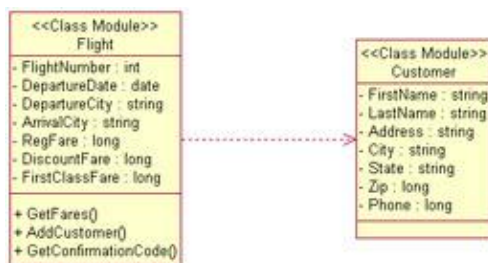 <<Class Module>>
Flight
- FlightNumber : int
- DepartureDate : date
- DepartureCity : string
- ArrivalCity : string
- RegFare : long
- DiscountFare : long
- FirstClassFare : long
+ GetFares()
+ AddCustomer()
+ GetConfirmationCode()
<<Class Module>>
Customer
- FirstName : string
- LastName : string
- Address : string
- City : string
- State : string
- Zip : long
- Phone : long